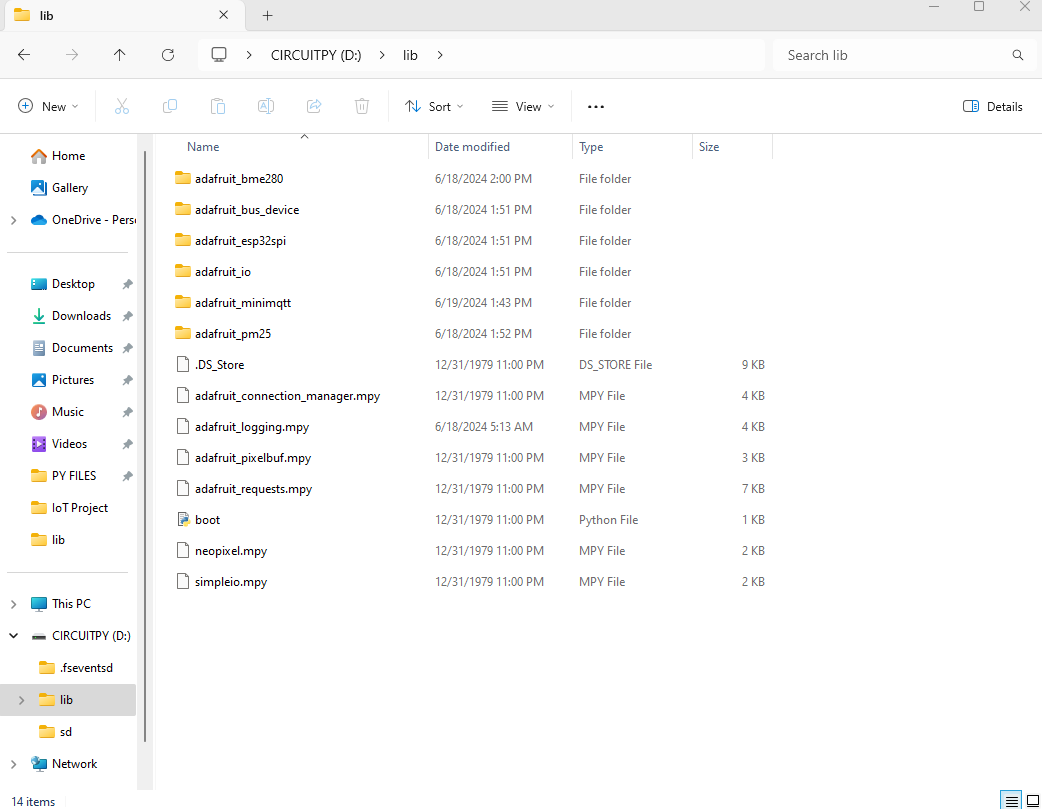 lib
CIRCUITPY (D:) lib Search lib
New Sort View Details
Name Date modified Type Size
Home
Gallery
OneDrive - Pers
Desktop
Downloads
Documents
Pictures
Music
Videos
PY FILES
IoT Project
lib
This PC
CIRCUITPY (D:)
.fseventsd
lib
sd
Network
adafruit_bme280 6/18/2024 2:00 PM File folder
adafruit_bus_device 6/18/2024 1:51 PM File folder
adafruit_esp32spi 6/18/2024 1:51 PM File folder
adafruit_io 6/18/2024 1:51 PM File folder
adafruit_minimqtt 6/19/2024 1:43 PM File folder
adafruit_pm25 6/18/2024 1:52 PM File folder
.DS_Store 12/31/1979 11:00 PM DS_STORE File 9 KB
adafruit_connection_manager.mpy 12/31/1979 11:00 PM MPY File 4 KB
adafruit_logging.mpy 6/18/2024 5:13 AM MPY File 4 KB
adafruit_pixelbuf.mpy 12/31/1979 11:00 PM MPY File 3 KB
adafruit_requests.mpy 12/31/1979 11:00 PM MPY File 7 KB
boot 12/31/1979 11:00 PM Python File 1 KB
neopixel.mpy 12/31/1979 11:00 PM MPY File 2 KB
simpleio.mpy 12/31/1979 11:00 PM MPY File 2 KB
14 items